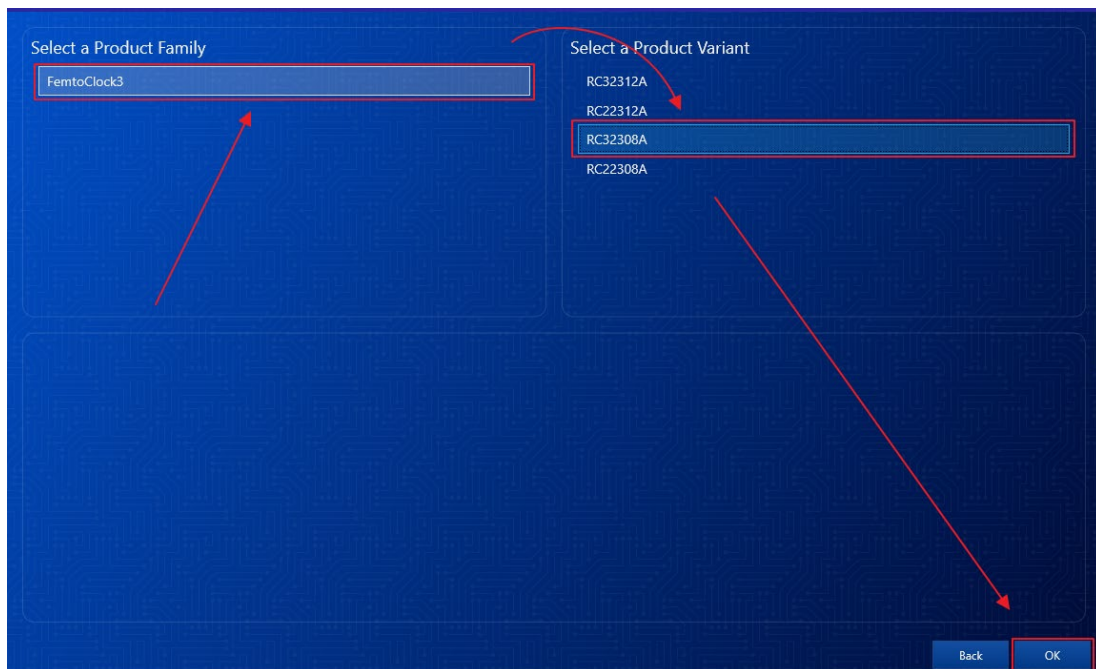 Select a Product Family
FemtoClock3
Select a Product Variant
RC32312A
RC22312A
RC32308A
RC22308A
Back
OK